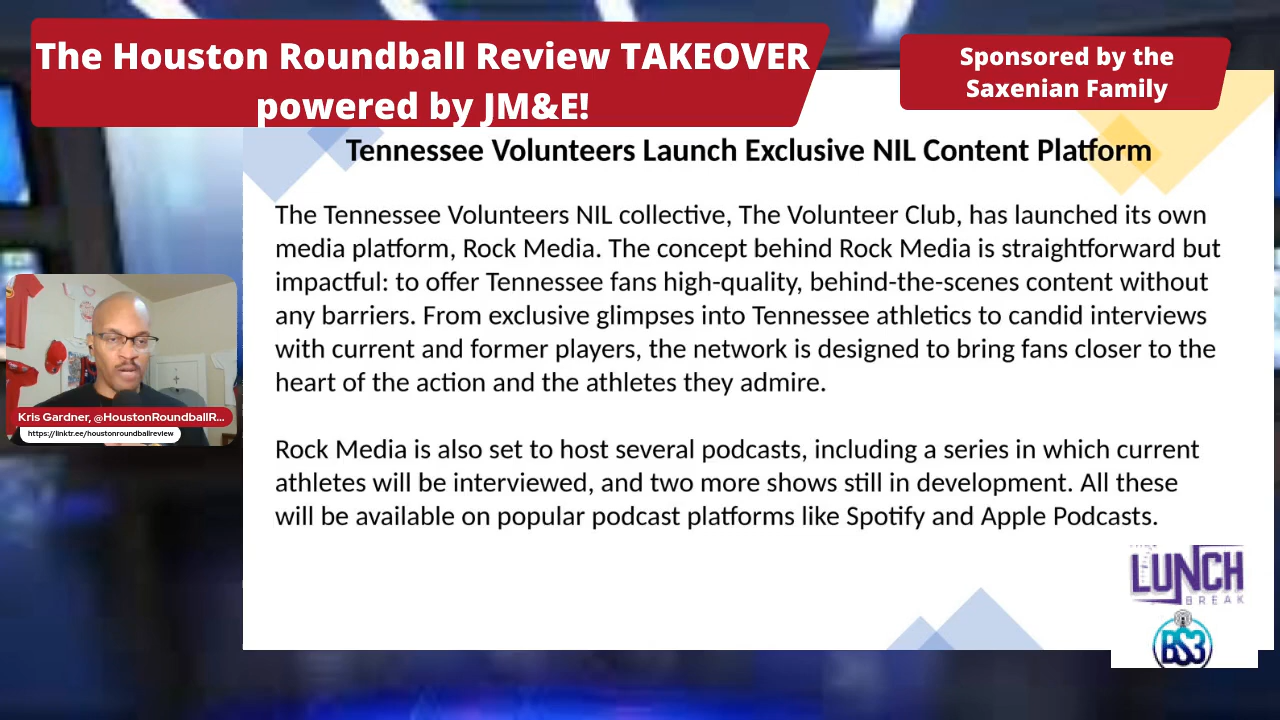 The Houston Roundball Review TAKEOVER
powered by JM&E!
Sponsored by the
Saxenian Family
Tennessee Volunteers Launch Exclusive NIL Content Platform
The Tennessee Volunteers NIL collective, The Volunteer Club, has launched its own
media platform, Rock Media. The concept behind Rock Media is straightforward but
impactful: to offer Tennessee fans high-quality, behind-the-scenes content without
any barriers. From exclusive glimpses into Tennessee athletics to candid interviews
with current and former players, the network is designed to bring fans closer to the
heart of the action and the athletes they admire.
Rock Media is also set to host several podcasts, including a series in which current
athletes will be interviewed, and two more shows still in development. All these
will be available on popular podcast platforms like Spotify and Apple Podcasts.
Kris Gardner, @HoustonRoundballR...
https://linktr.ee/houstonroundballreview
LUNCH
BREAK
BS3